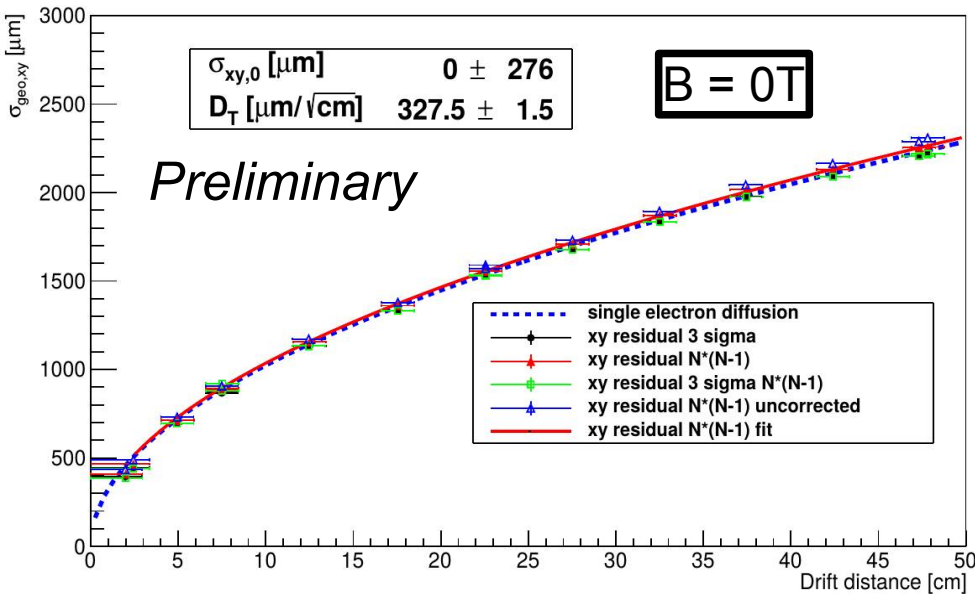 3000
2500
2000
1500
1000
500
0
σgeo,xy [μm]
σxy,0 [μm] 0 ± 276
DT [μm/√cm] 327.5 ± 1.5
B = 0T
Preliminary
single electron diffusion
xy residual 3 sigma
xy residual N*(N-1)
xy residual 3 sigma N*(N-1)
xy residual N*(N-1) uncorrected
xy residual N*(N-1) fit
0 5 10 15 20 25 30 35 40 45 50
Drift distance [cm]